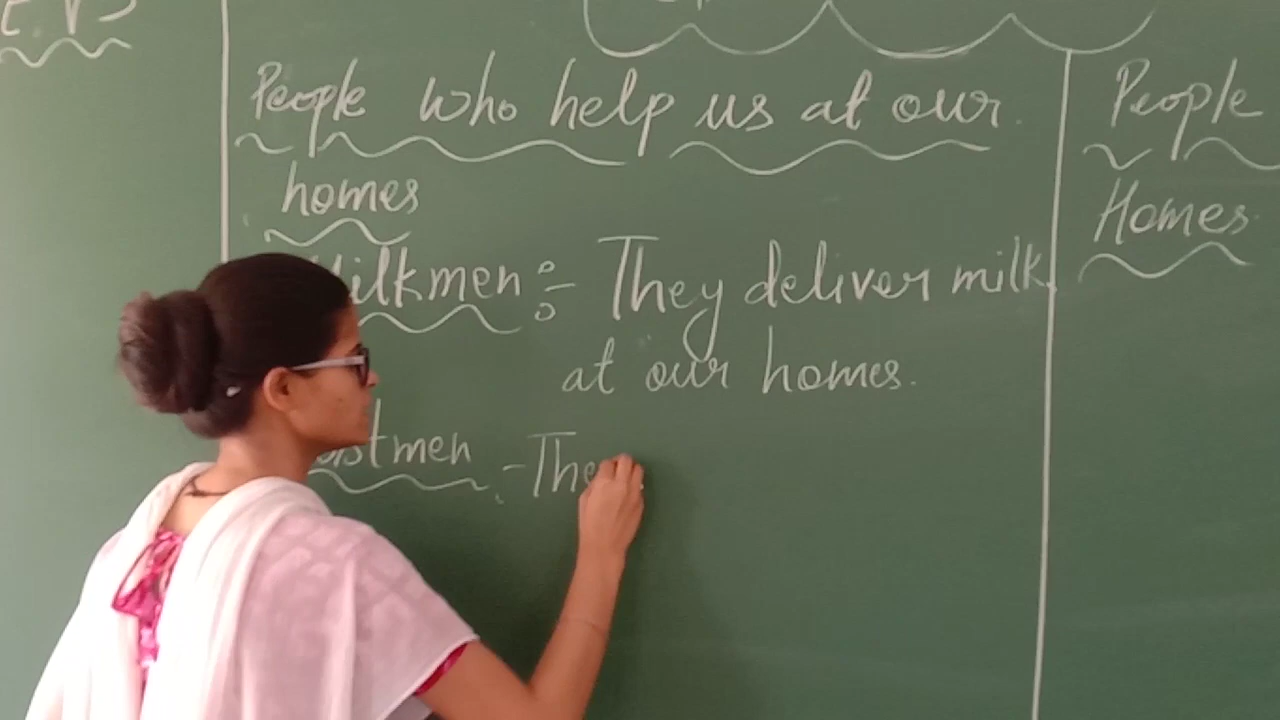 E.V.S
People who help us at our
homes
Milkmen :- They deliver milk.
at our homes.
Postmen - The
People
Homes